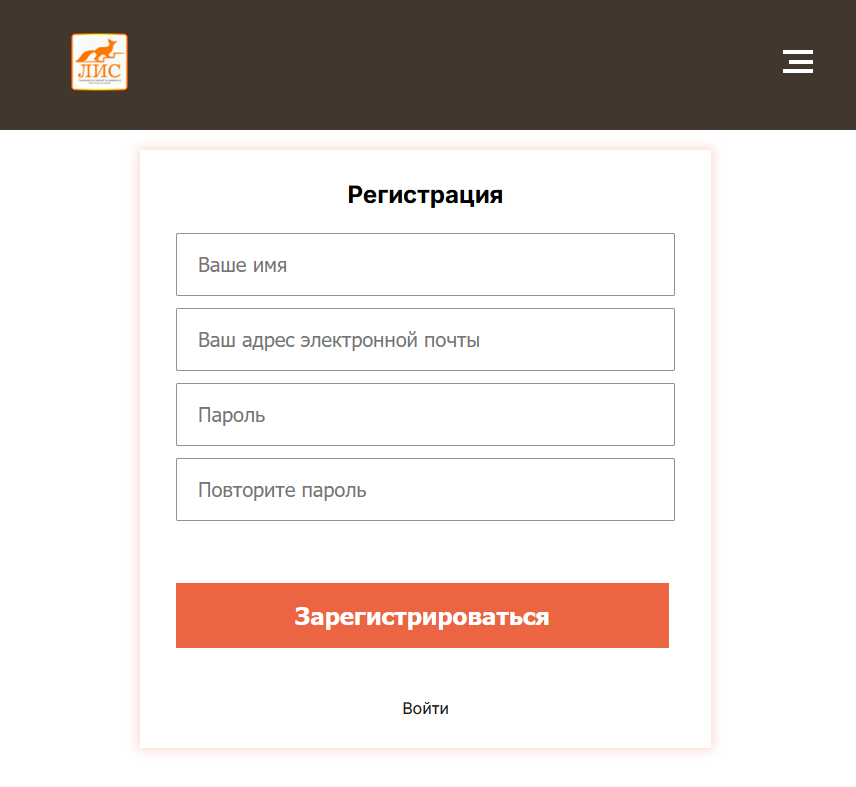 ЛИС
Регистрация
Ваше имя
Ваш адрес электронной почты
Пароль
Повторите пароль
Зарегистрироваться
Войти